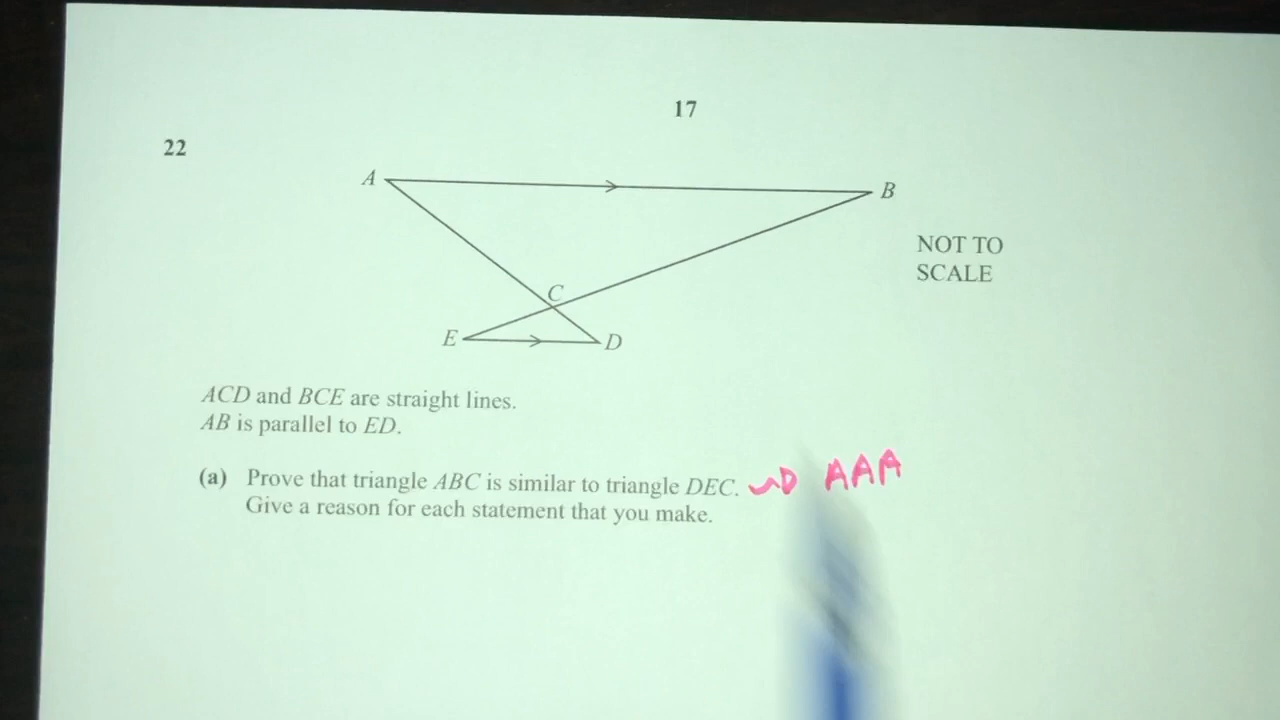 17
22
A
B
NOT TO
SCALE
C
E
D
ACD and BCE are straight lines.
AB is parallel to ED.
(a) Prove that triangle ABC is similar to triangle DEC. AAA
Give a reason for each statement that you make.